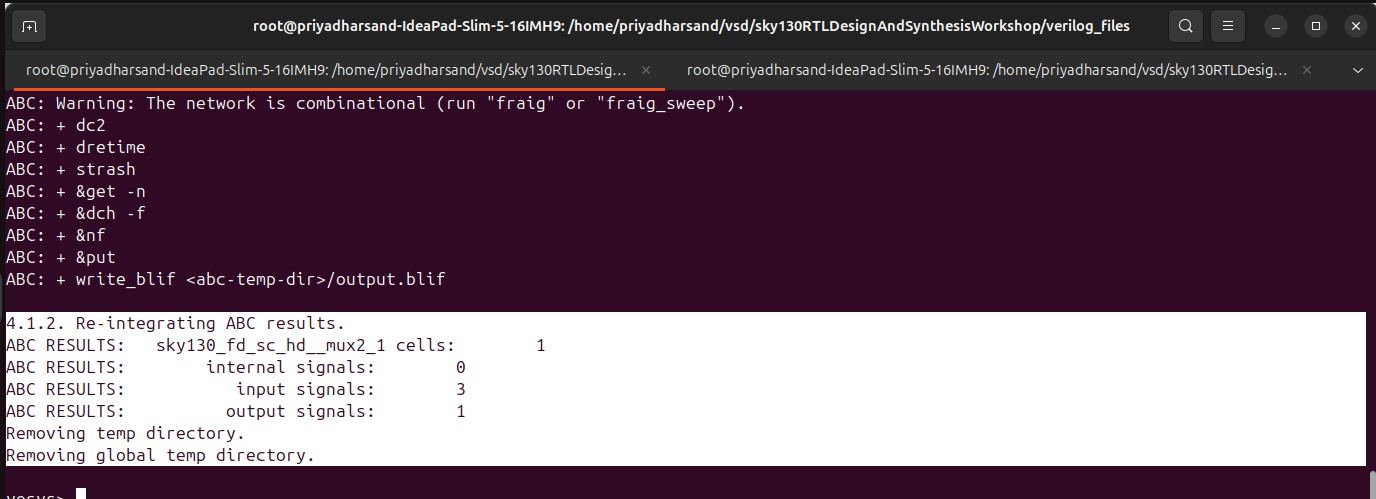 root@priyadharsand-IdeaPad-Slim-5-16IMH9: /home/priyadharsand/vsd/sky130RTLDesignAndSynthesisWorkshop/verilog_files
root@priyadharsand-IdeaPad-Slim-5-16IMH9: /home/priyadharsand/vsd/sky130RTLDesig... × root@priyadharsand-IdeaPad-Slim-5-16IMH9: /home/priyadharsand/vsd/sky130RTLDesig... ×
ABC: Warning: The network is combinational (run "fraig" or "fraig_sweep").
ABC: + dc2
ABC: + dretime
ABC: + strash
ABC: + &get -n
ABC: + &dch -f
ABC: + &nf
ABC: + &put
ABC: + write_blif <abc-temp-dir>/output.blif
4.1.2. Re-integrating ABC results.
ABC RESULTS:   sky130_fd_sc_hd__mux2_1 cells:        1
ABC RESULTS:        internal signals:        0
ABC RESULTS:           input signals:        3
ABC RESULTS:          output signals:        1
Removing temp directory.
Removing global temp directory.
yosys>